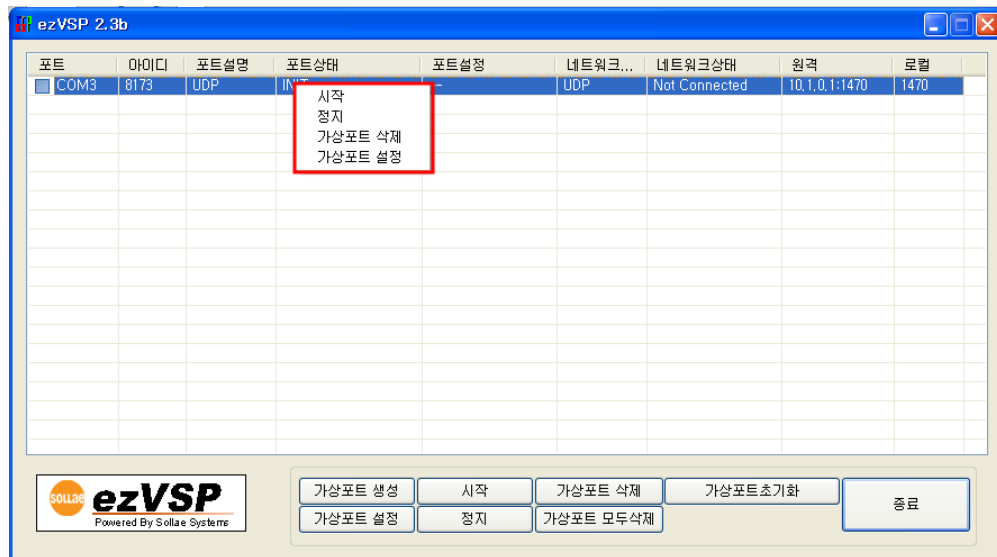 ezVSP 2.3b
포트 아이디 포트설명 포트상태 포트설정 네트워크... 네트워크상태 원격 로컬
COM3 8173 UDP INIT -- UDP Not Connected 10,1,0,1:1470 1470
시작
정지
가상포트 삭제
가상포트 설정
sollae ezVSP
Powered By Sollae Systems
가상포트 생성 시작 가상포트 삭제 가상포트초기화 종료
가상포트 설정 정지 가상포트 모두삭제